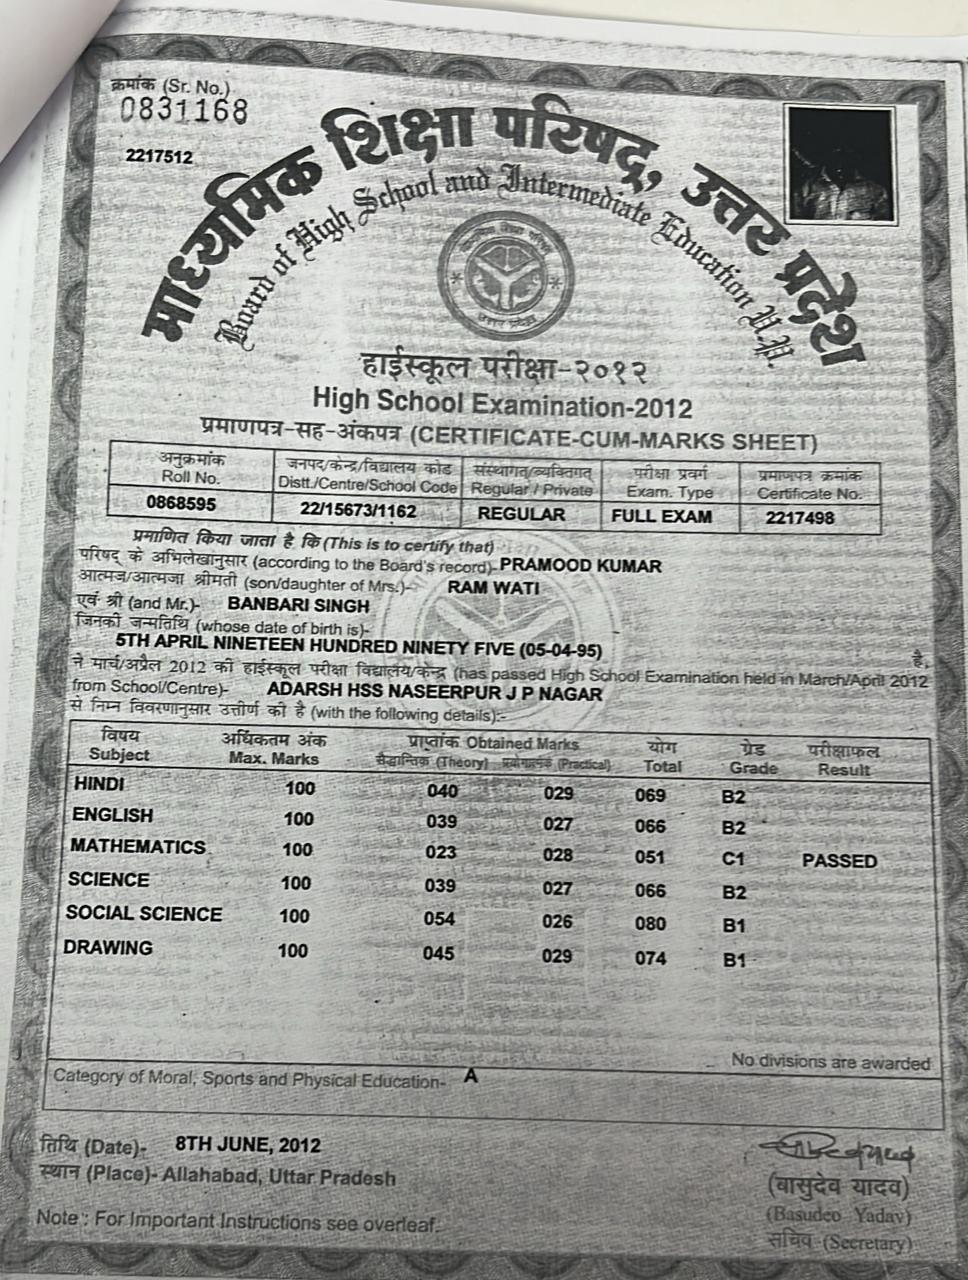 क्रमांक (Sr. No.)
0831168
2217512
माध्यमिक शिक्षा परिषद्, उत्तर प्रदेश
Board of High School and Intermediate Education U.P.
हाईस्कूल परीक्षा-२०१२
High School Examination-2012
प्रमाणपत्र-सह-अंकपत्र (CERTIFICATE-CUM-MARKS SHEET)
अनुक्रमांक जनपद/केन्द्र/विद्यालय कोड संस्थागत/व्यक्तिगत परीक्षा प्रवर्ग प्रमाणपत्र क्रमांक
Roll No. Distt./Centre/School Code Regular / Private Exam. Type Certificate No.
0868595 22/15673/1162 REGULAR FULL EXAM 2217498
प्रमाणित किया जाता है कि (This is to certify that)
परिषद् के अभिलेखानुसार (according to the Board's record)- PRAMOOD KUMAR
आत्मज/आत्मजा श्रीमती (son/daughter of Mrs.)- RAM WATI
एवं श्री (and Mr.)- BANBARI SINGH
जिनकी जन्मतिथि (whose date of birth is)-
5TH APRIL NINETEEN HUNDRED NINETY FIVE (05-04-95) है,
ने मार्च/अप्रैल 2012 की हाईस्कूल परीक्षा विद्यालय/केन्द्र (has passed High School Examination held in March/April 2012
from School/Centre)- ADARSH HSS NASEERPUR J P NAGAR
से निम्न विवरणानुसार उत्तीर्ण की है (with the following details):-
विषय अधिकतम अंक प्राप्तांक Obtained Marks योग ग्रेड परीक्षाफल
Subject Max. Marks सैद्धान्तिक (Theory) प्रयोगात्मक (Practical) Total Grade Result
HINDI 100 040 029 069 B2
ENGLISH 100 039 027 066 B2
MATHEMATICS 100 023 028 051 C1 PASSED
SCIENCE 100 039 027 066 B2
SOCIAL SCIENCE 100 054 026 080 B1
DRAWING 100 045 029 074 B1
No divisions are awarded
Category of Moral, Sports and Physical Education- A
तिथि (Date)- 8TH JUNE, 2012
स्थान (Place)- Allahabad, Uttar Pradesh
(वासुदेव यादव)
(Basudeo Yadav)
सचिव (Secretary)
Note : For Important Instructions see overleaf.